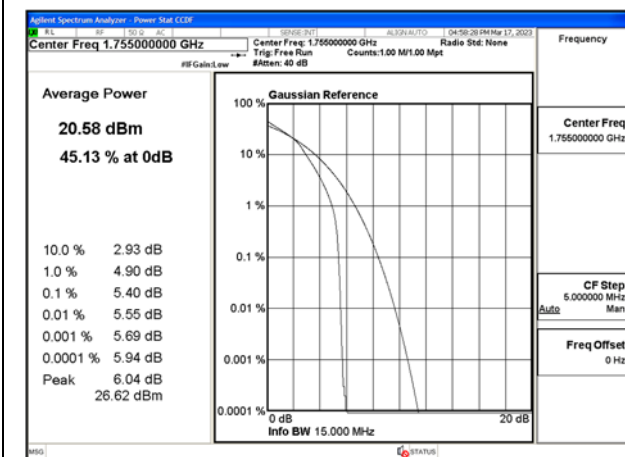 Agilent Spectrum Analyzer - Power Stat CCDF
RL RF 50 Ω AC SENSE:INT ALIGN AUTO 04:58:28 PM Mar 17, 2023
Center Freq 1.755000000 GHz
Center Freq: 1.755000000 GHz Radio Std: None
Trig: Free Run Counts:1.00 M/1.00 Mpt
#IFGain:Low #Atten: 40 dB
Frequency
Average Power
20.58 dBm
45.13 % at 0dB
10.0 % 2.93 dB
1.0 % 4.90 dB
0.1 % 5.40 dB
0.01 % 5.55 dB
0.001 % 5.69 dB
0.0001 % 5.94 dB
Peak 6.04 dB
26.62 dBm
Gaussian Reference
100 %
10 %
1 %
0.1 %
0.01 %
0.001 %
0.0001 %
0 dB 20 dB
Info BW 15.000 MHz
Center Freq
1.755000000 GHz
CF Step
5.000000 MHz
Auto Man
Freq Offset
0 Hz
MSG STATUS